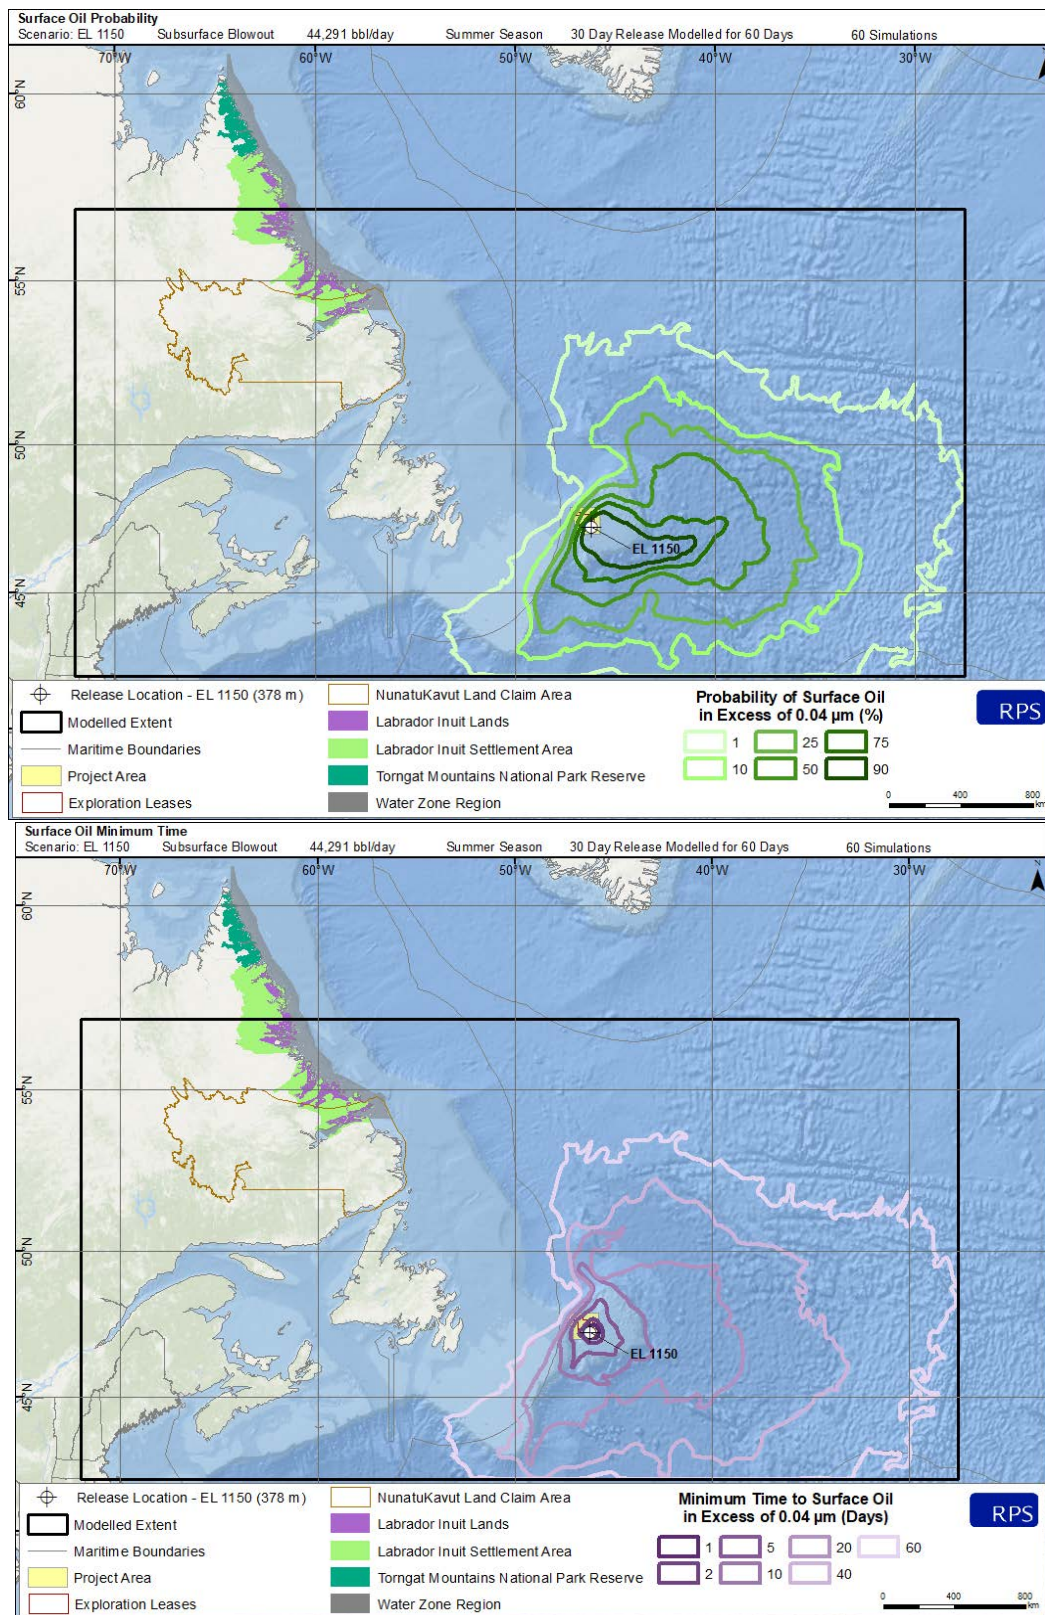 Surface Oil Probability
Scenario: EL 1150 Subsurface Blowout 44,291 bbl/day Summer Season 30 Day Release Modelled for 60 Days 60 Simulations
70°W 60°W 50°W 40°W 30°W
60°N
55°N
50°N
45°N
EL 1150
Release Location - EL 1150 (378 m)
Modelled Extent
Maritime Boundaries
Project Area
Exploration Leases
NunatuKavut Land Claim Area
Labrador Inuit Lands
Labrador Inuit Settlement Area
Torngat Mountains National Park Reserve
Water Zone Region
Probability of Surface Oil
in Excess of 0.04 µm (%)
1 25 75
10 50 90
RPS
0 400 800
km
Surface Oil Minimum Time
Scenario: EL 1150 Subsurface Blowout 44,291 bbl/day Summer Season 30 Day Release Modelled for 60 Days 60 Simulations
70°W 60°W 50°W 40°W 30°W
N
60°N
55°N
50°N
45°N
EL 1150
Release Location - EL 1150 (378 m)
Modelled Extent
Maritime Boundaries
Project Area
Exploration Leases
NunatuKavut Land Claim Area
Labrador Inuit Lands
Labrador Inuit Settlement Area
Torngat Mountains National Park Reserve
Water Zone Region
Minimum Time to Surface Oil
in Excess of 0.04 µm (Days)
1 5 20 60
2 10 40
RPS
0 400 800
km